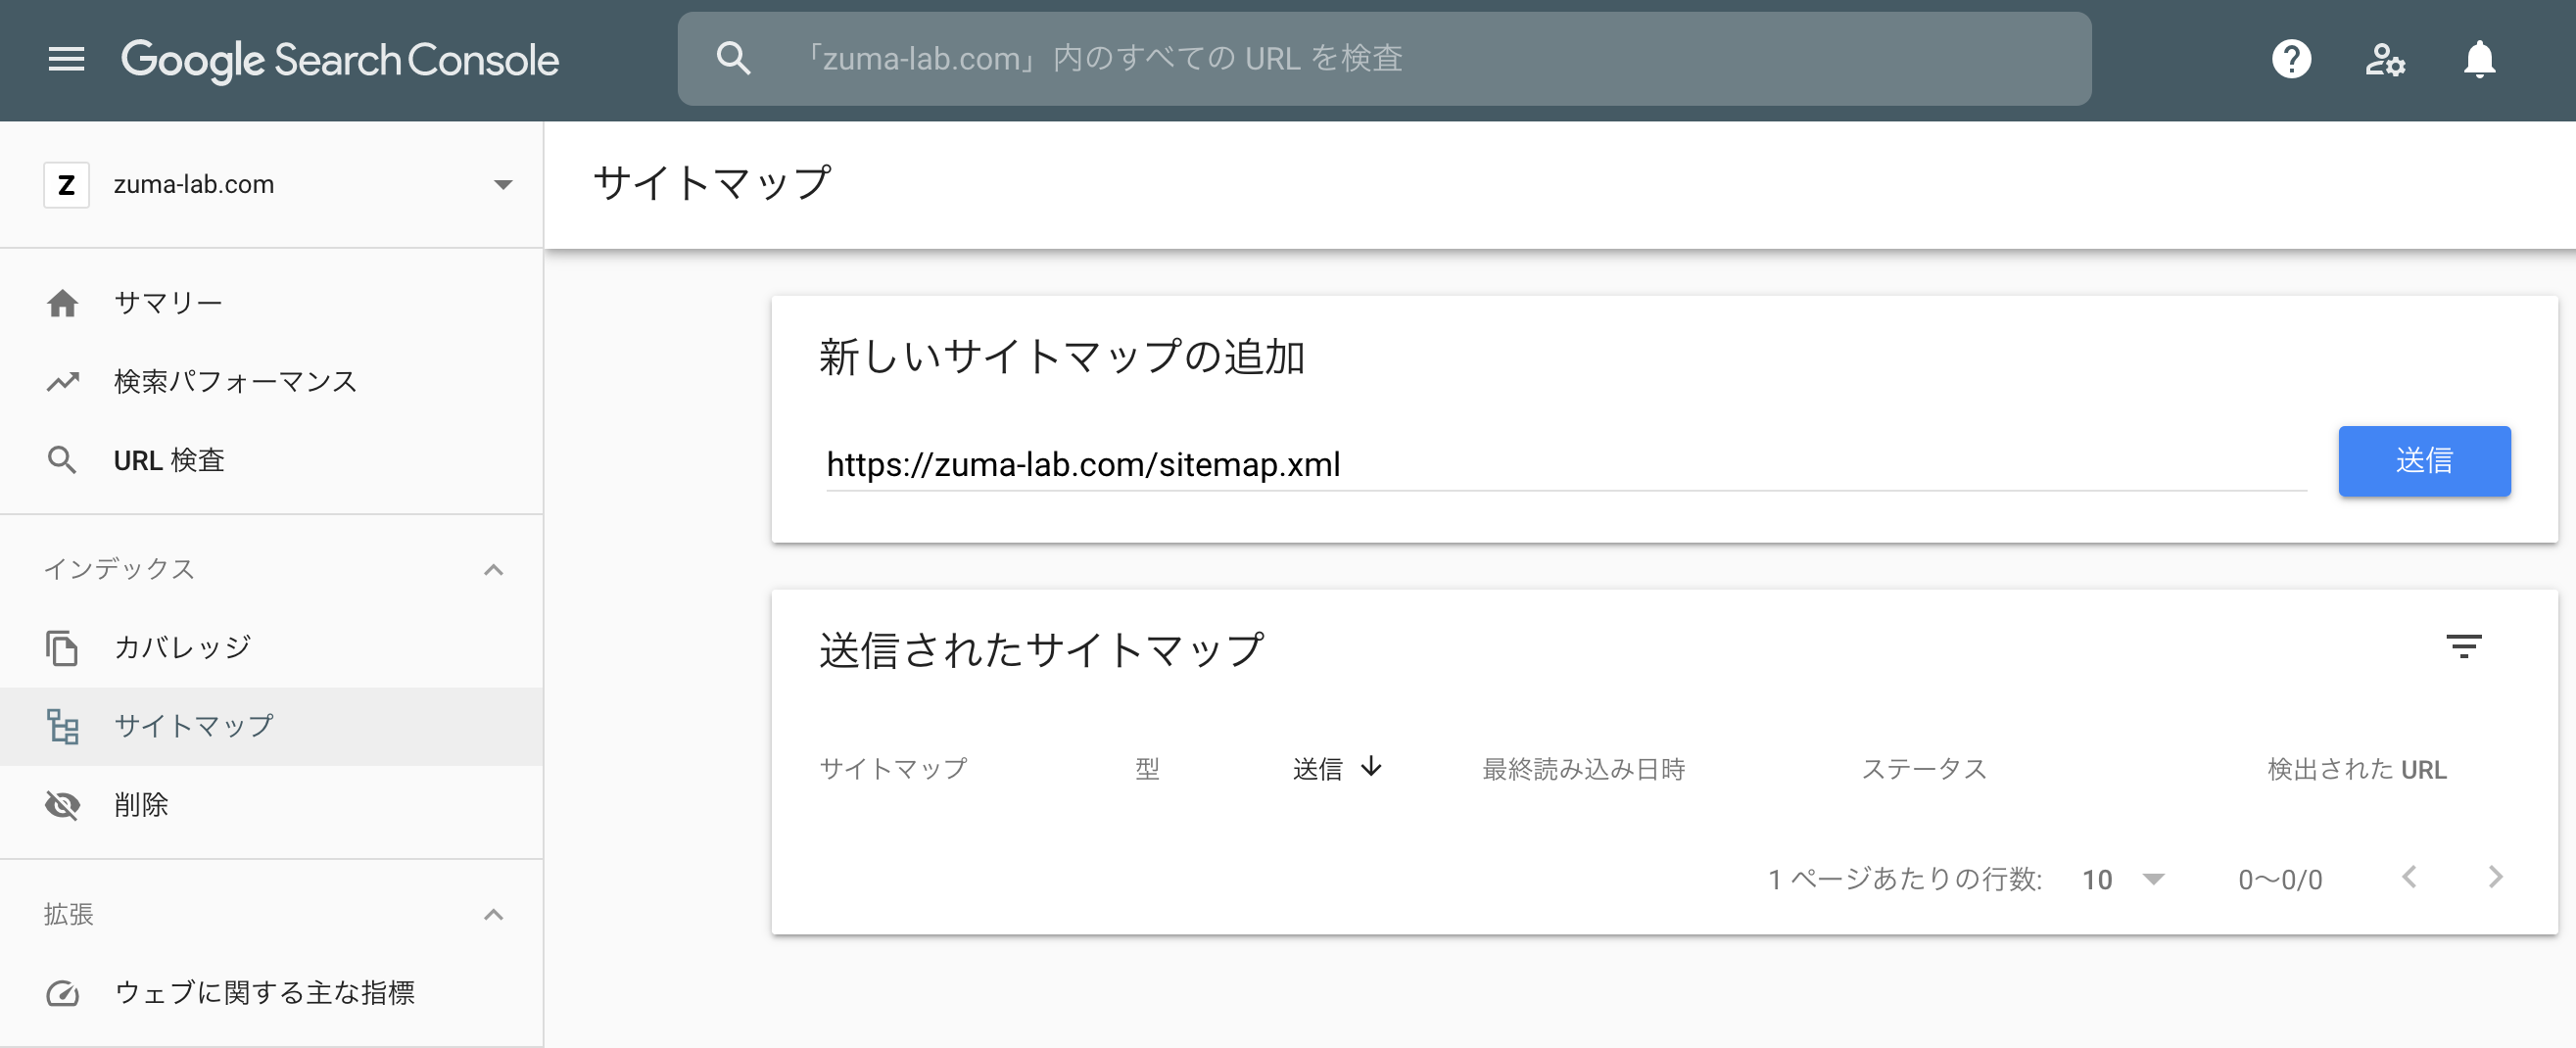 Google Search Console
「zuma-lab.com」内のすべての URL を検査
Z
zuma-lab.com
サマリー
検索パフォーマンス
URL 検査
インデックス
カバレッジ
サイトマップ
削除
拡張
ウェブに関する主な指標
サイトマップ
新しいサイトマップの追加
https://zuma-lab.com/sitemap.xml
送信
送信されたサイトマップ
サイトマップ 型 送信 ↓ 最終読み込み日時 ステータス 検出された URL
1 ページあたりの行数: 10 0〜0/0